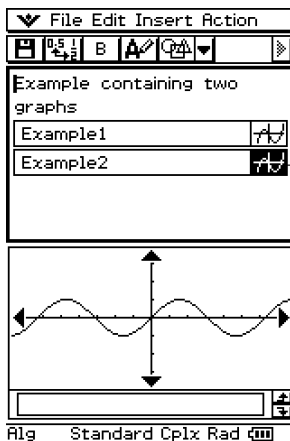 File Edit Insert Action
B
Example containing two
graphs
Example1
Example2
Alg Standard Cplx Rad